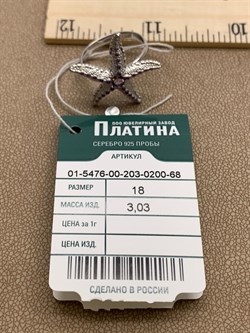 ООО ЮВЕЛИРНЫЙ ЗАВОД
ПЛАТИНА
СЕРЕБРО 925 ПРОБЫ
АРТИКУЛ
01-5476-00-203-0200-68
РАЗМЕР 18
МАССА ИЗД. 3,03
ЦЕНА за 1г
ЦЕНА ИЗД.
СДЕЛАНО В РОССИИ